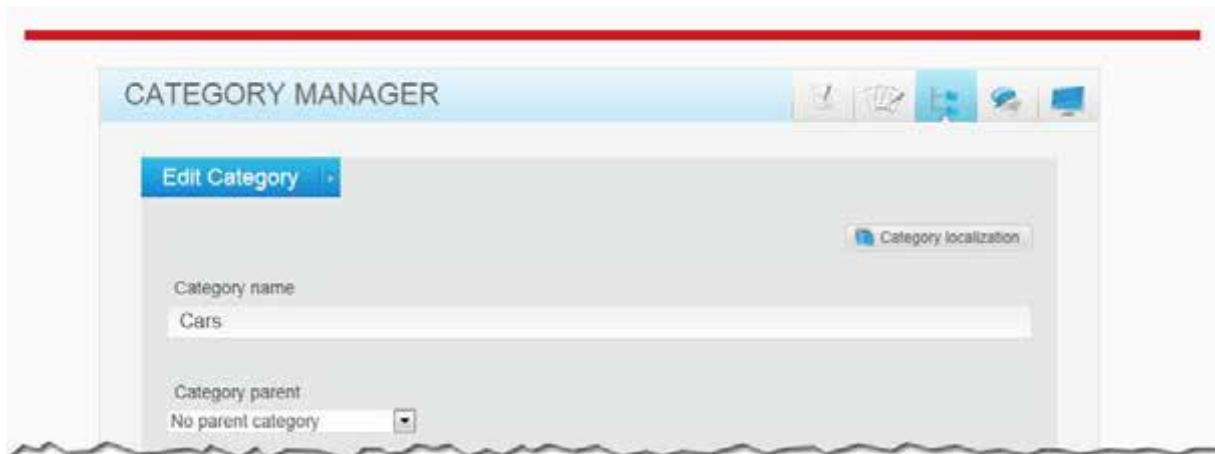 CATEGORY MANAGER
Edit Category
Category localization
Category name
Cars
Category parent
No parent category